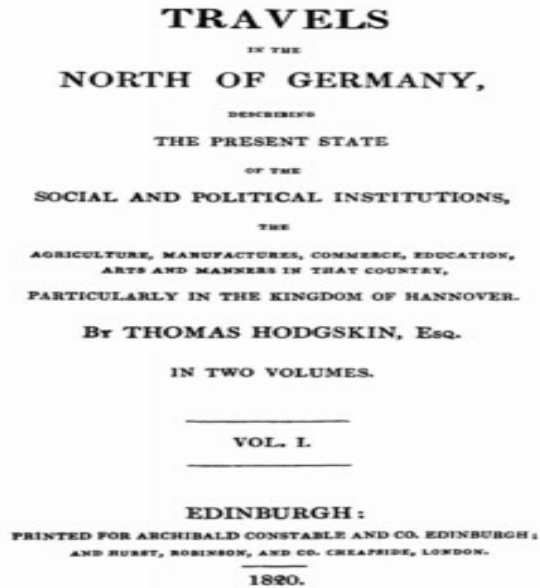 TRAVELS
IN THE
NORTH OF GERMANY,
DESCRIBING
THE PRESENT STATE
OF THE
SOCIAL AND POLITICAL INSTITUTIONS,
THE
AGRICULTURE, MANUFACTURES, COMMERCE, EDUCATION,
ARTS AND MANNERS IN THAT COUNTRY,
PARTICULARLY IN THE KINGDOM OF HANNOVER.
BY THOMAS HODGSKIN, Esq.
IN TWO VOLUMES.
VOL. I.
EDINBURGH:
PRINTED FOR ARCHIBALD CONSTABLE AND CO. EDINBURGH;
AND HURST, ROBINSON, AND CO. CHEAPSIDE, LONDON.
1820.